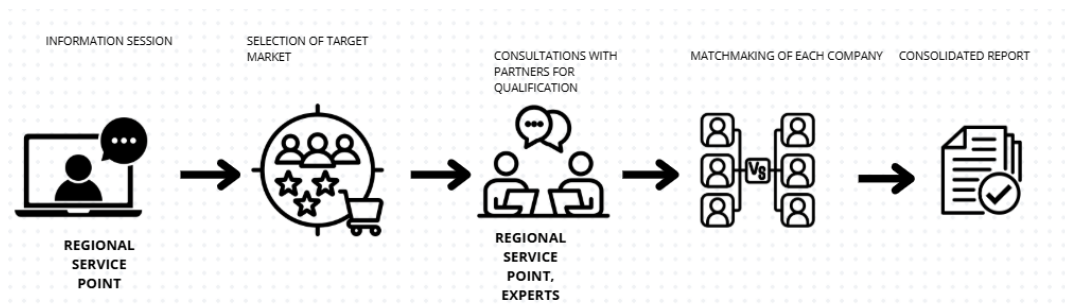 INFORMATION SESSION
SELECTION OF TARGET
MARKET
CONSULTATIONS WITH
PARTNERS FOR
QUALIFICATION
MATCHMAKING OF EACH COMPANY
CONSOLIDATED REPORT
VS
REGIONAL
SERVICE
POINT
REGIONAL
SERVICE
POINT,
EXPERTS